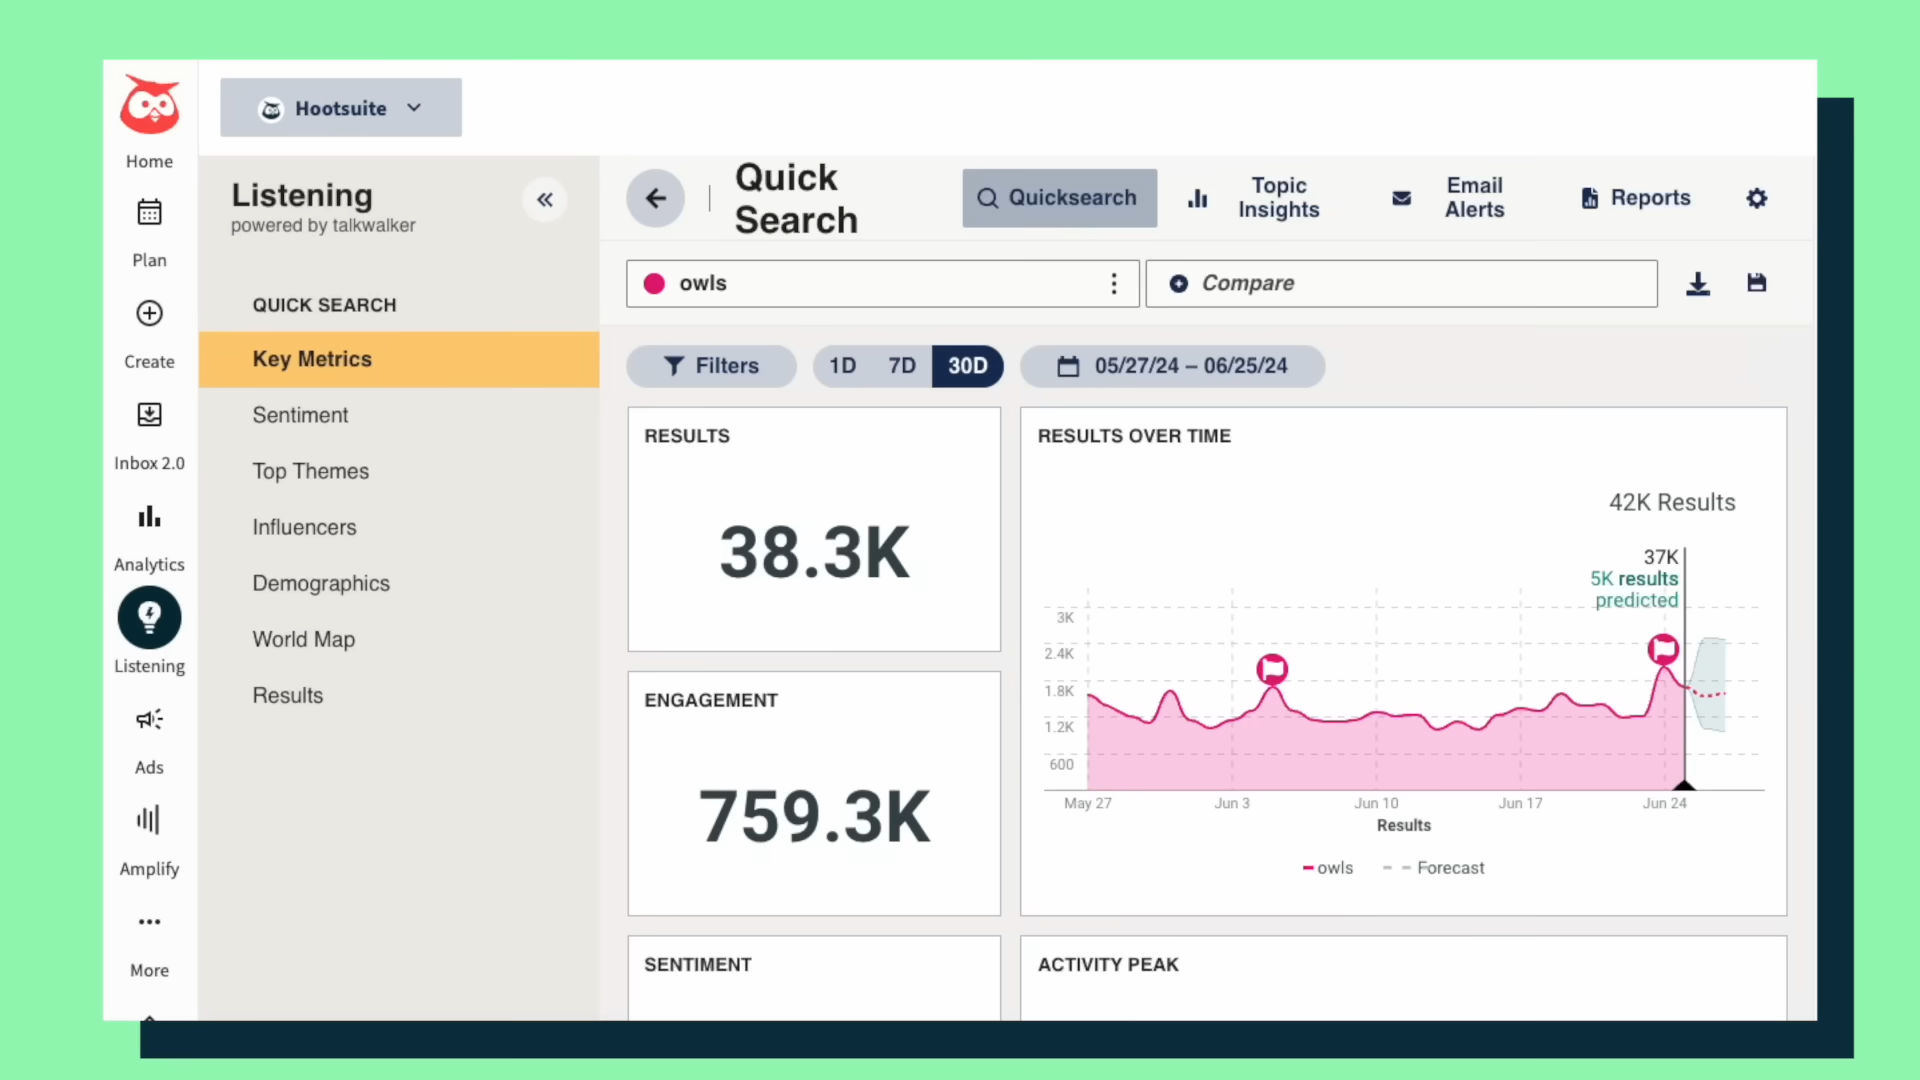 Hootsuite
Home
Plan
Create
Inbox 2.0
Analytics
Listening
Ads
Amplify
More
Listening
powered by talkwalker
QUICK SEARCH
Key Metrics
Sentiment
Top Themes
Influencers
Demographics
World Map
Results
Quick
Search
Quicksearch
Topic
Insights
Email
Alerts
Reports
owls
Compare
Filters
1D 7D 30D
05/27/24 – 06/25/24
RESULTS
38.3K
ENGAGEMENT
759.3K
SENTIMENT
RESULTS OVER TIME
42K Results
37K
5K results
predicted
3K
2.4K
1.8K
1.2K
600
May 27 Jun 3 Jun 10 Jun 17 Jun 24
Results
owls Forecast
ACTIVITY PEAK